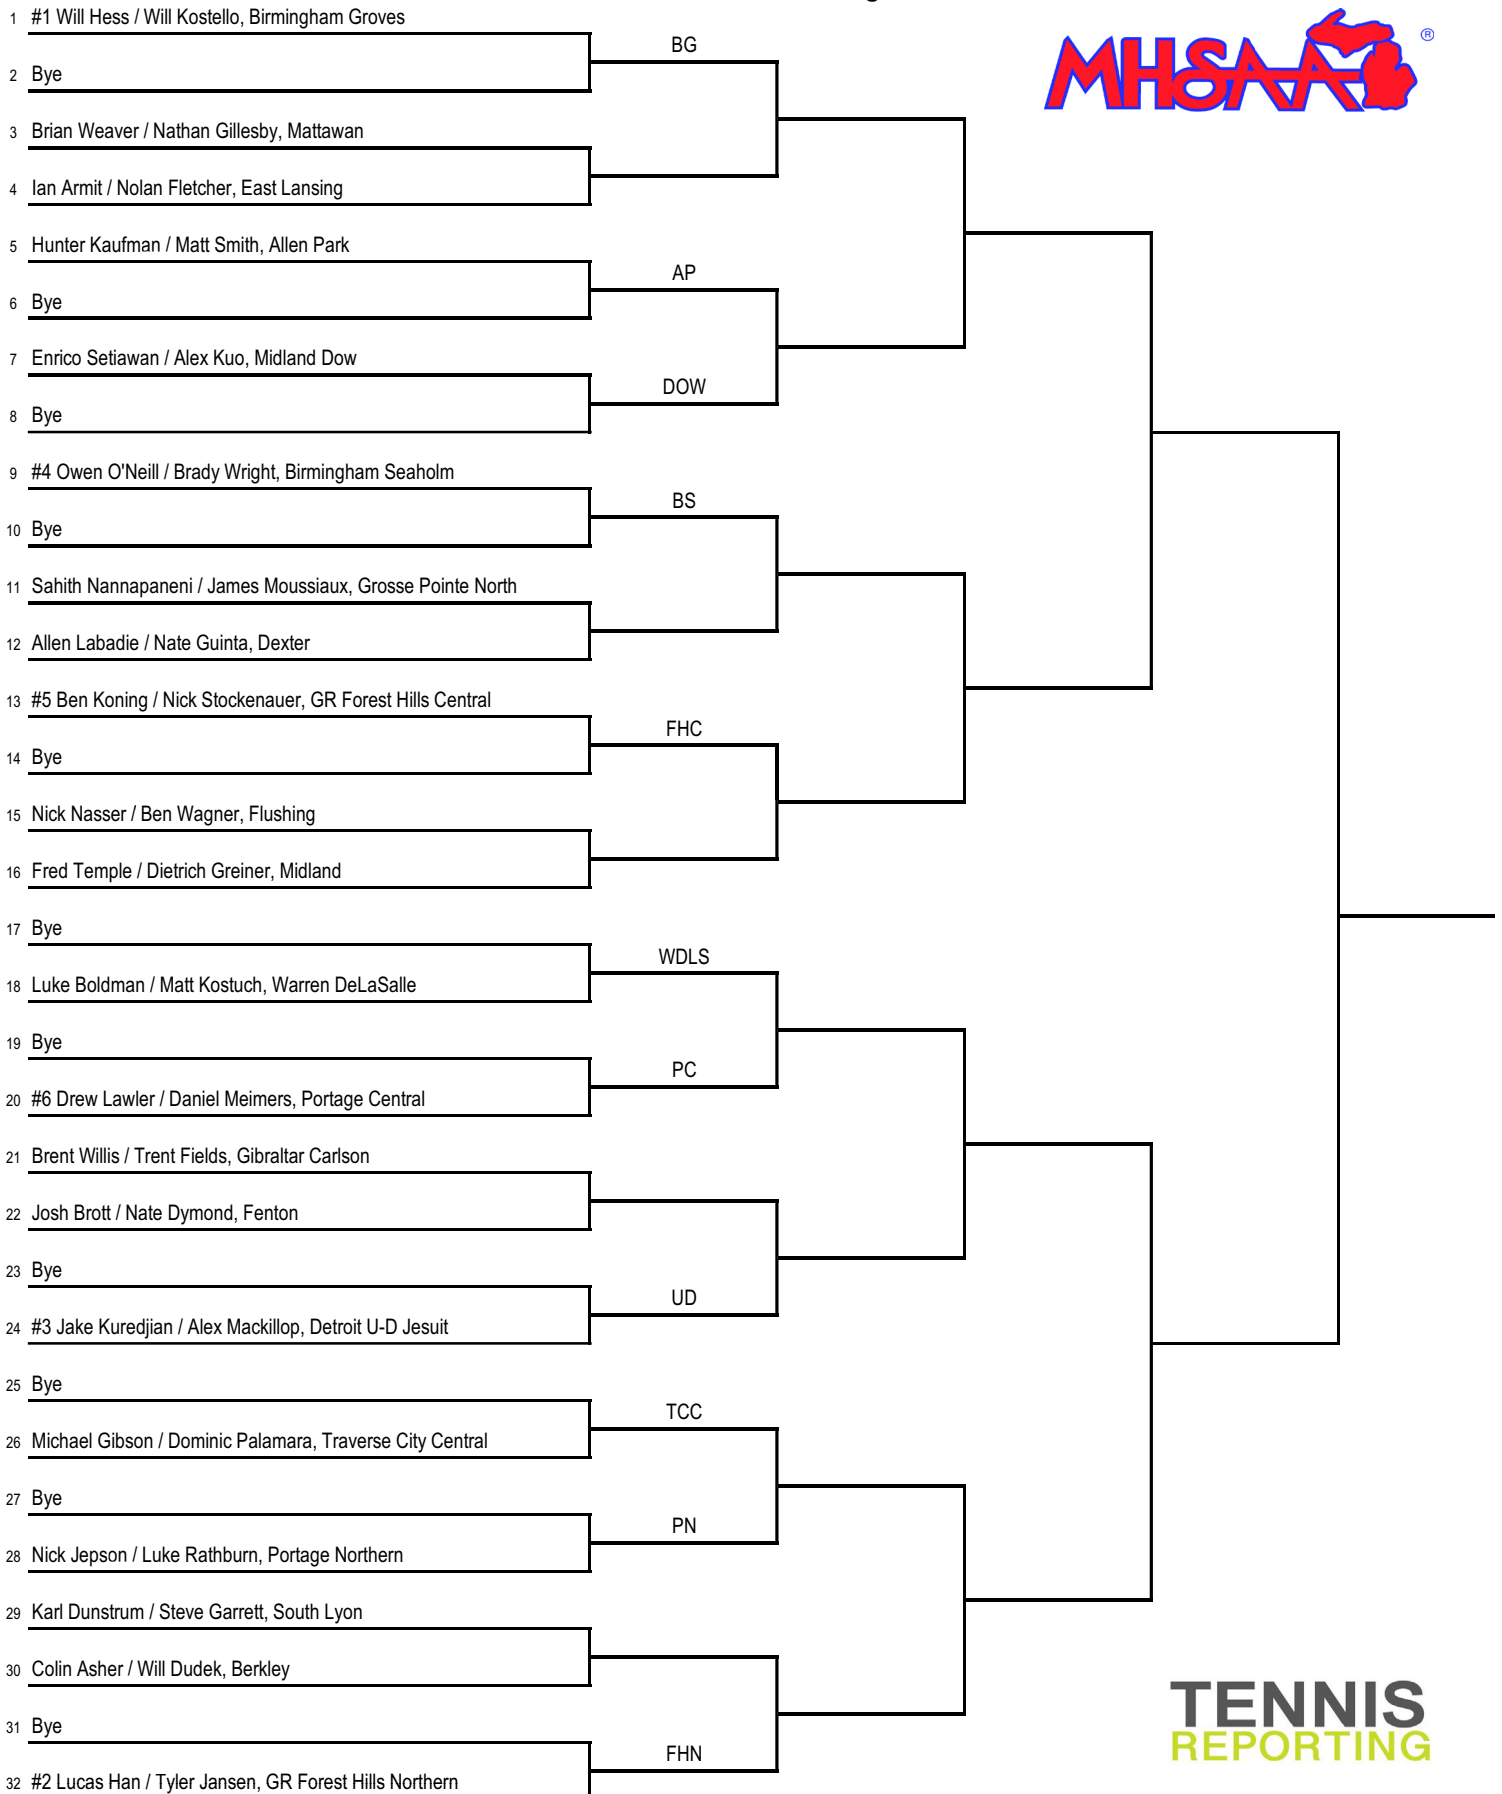 1 #1 Will Hess / Will Kostello, Birmingham Groves
BG
MHSAA ®
2 Bye
3 Brian Weaver / Nathan Gillesby, Mattawan
4 Ian Armit / Nolan Fletcher, East Lansing
5 Hunter Kaufman / Matt Smith, Allen Park
AP
6 Bye
7 Enrico Setiawan / Alex Kuo, Midland Dow
DOW
8 Bye
9 #4 Owen O'Neill / Brady Wright, Birmingham Seaholm
BS
10 Bye
11 Sahith Nannapaneni / James Moussiaux, Grosse Pointe North
12 Allen Labadie / Nate Guinta, Dexter
13 #5 Ben Koning / Nick Stockenauer, GR Forest Hills Central
FHC
14 Bye
15 Nick Nasser / Ben Wagner, Flushing
16 Fred Temple / Dietrich Greiner, Midland
17 Bye
WDLS
18 Luke Boldman / Matt Kostuch, Warren DeLaSalle
19 Bye
PC
20 #6 Drew Lawler / Daniel Meimers, Portage Central
21 Brent Willis / Trent Fields, Gibraltar Carlson
22 Josh Brott / Nate Dymond, Fenton
23 Bye
UD
24 #3 Jake Kuredjian / Alex Mackillop, Detroit U-D Jesuit
25 Bye
TCC
26 Michael Gibson / Dominic Palamara, Traverse City Central
27 Bye
PN
28 Nick Jepson / Luke Rathburn, Portage Northern
29 Karl Dunstrum / Steve Garrett, South Lyon
30 Colin Asher / Will Dudek, Berkley
31 Bye
FHN
32 #2 Lucas Han / Tyler Jansen, GR Forest Hills Northern
TENNIS
REPORTING